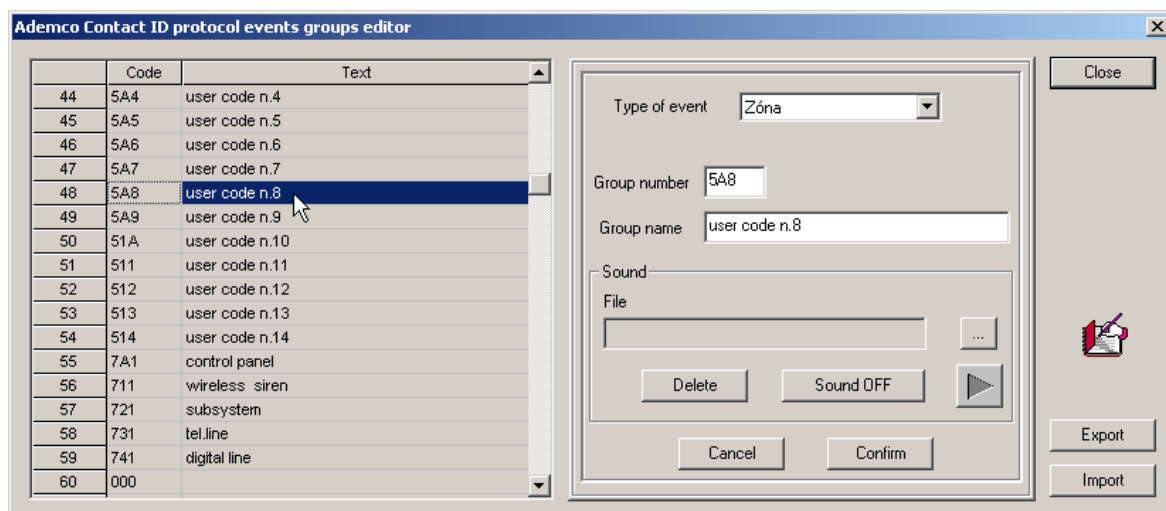 Ademco Contact ID protocol events groups editor
Code Text
44 5A4 user code n.4
45 5A5 user code n.5
46 5A6 user code n.6
47 5A7 user code n.7
48 5A8 user code n.8
49 5A9 user code n.9
50 51A user code n.10
51 511 user code n.11
52 512 user code n.12
53 513 user code n.13
54 514 user code n.14
55 7A1 control panel
56 711 wireless siren
57 721 subsystem
58 731 tel.line
59 741 digital line
60 000
Type of event Zóna
Group number 5A8
Group name user code n.8
Sound
File
...
Delete Sound OFF
Cancel Confirm
Close
Export
Import